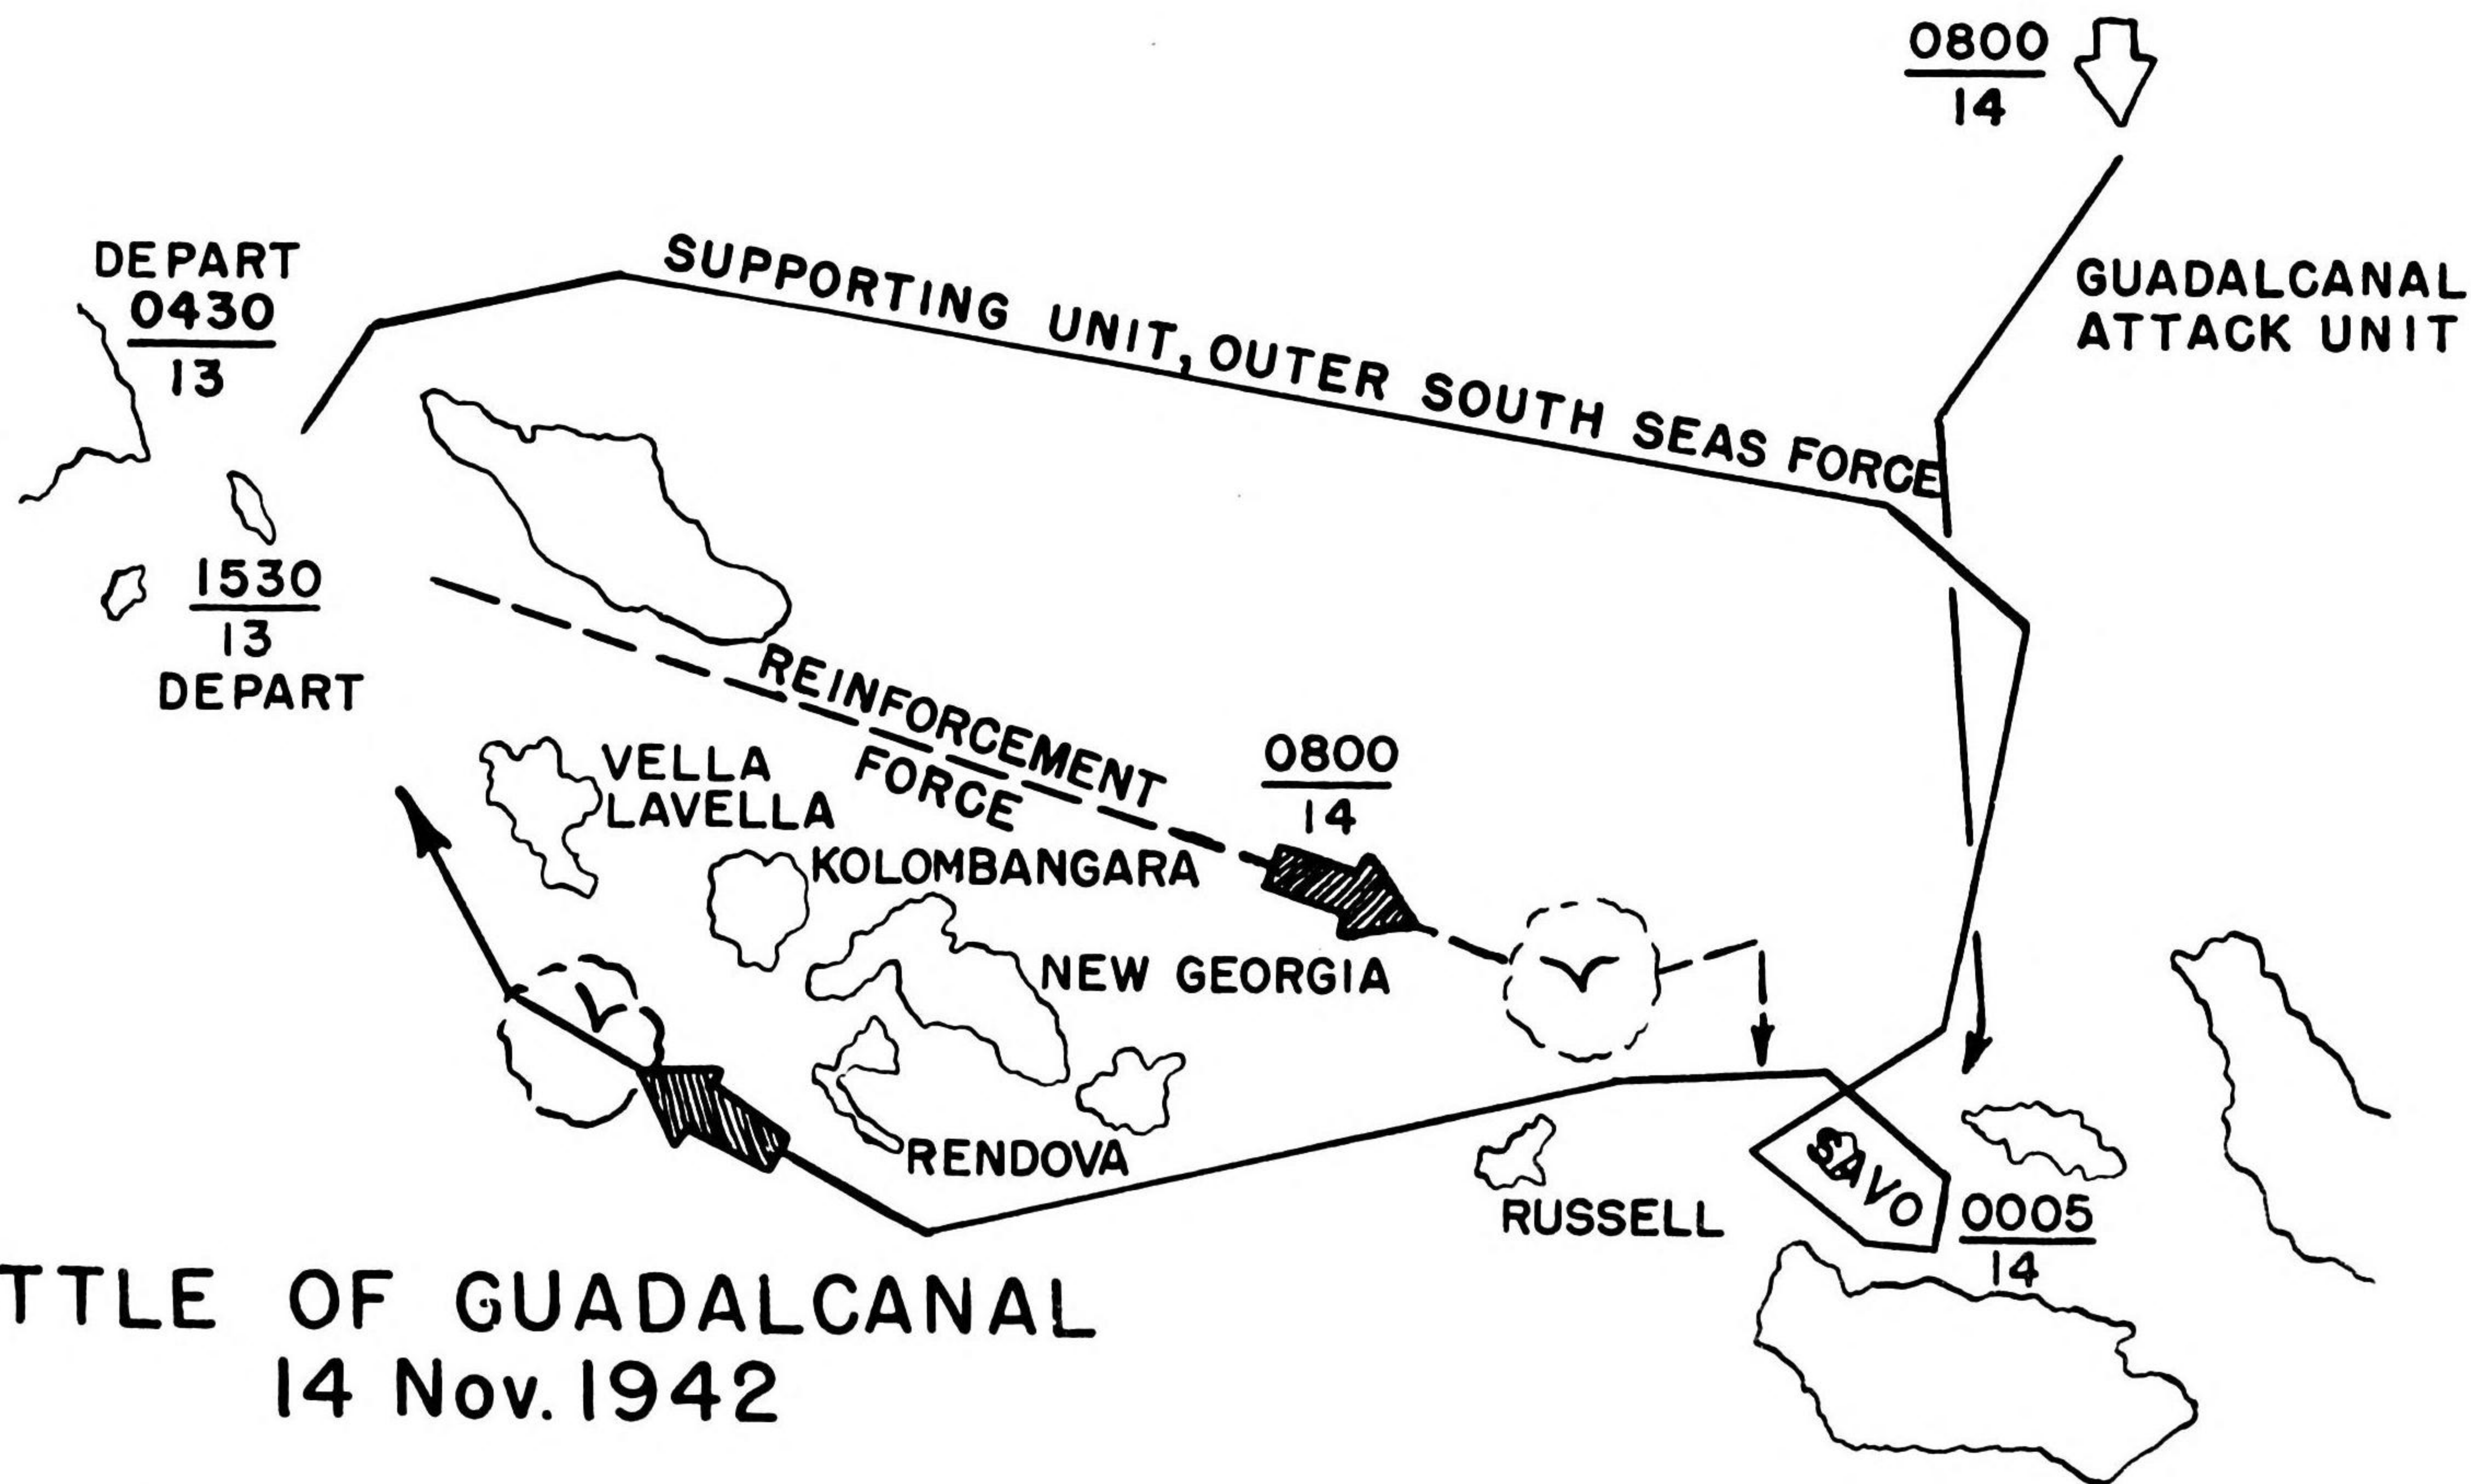 0800
14
DEPART
0430
13
SUPPORTING UNIT, OUTER SOUTH SEAS FORCE
GUADALCANAL
ATTACK UNIT
1530
13
DEPART
REINFORCEMENT
FORCE
0800
14
VELLA
LAVELLA
KOLOMBANGARA
NEW GEORGIA
RENDOVA
RUSSELL
SAVO
0005
14
TTLE OF GUADALCANAL
14 Nov. 1942